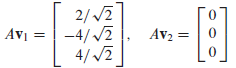 Av₁ = [2/√2 −4/√2 4/√2], Av₂ = [0 0 0]